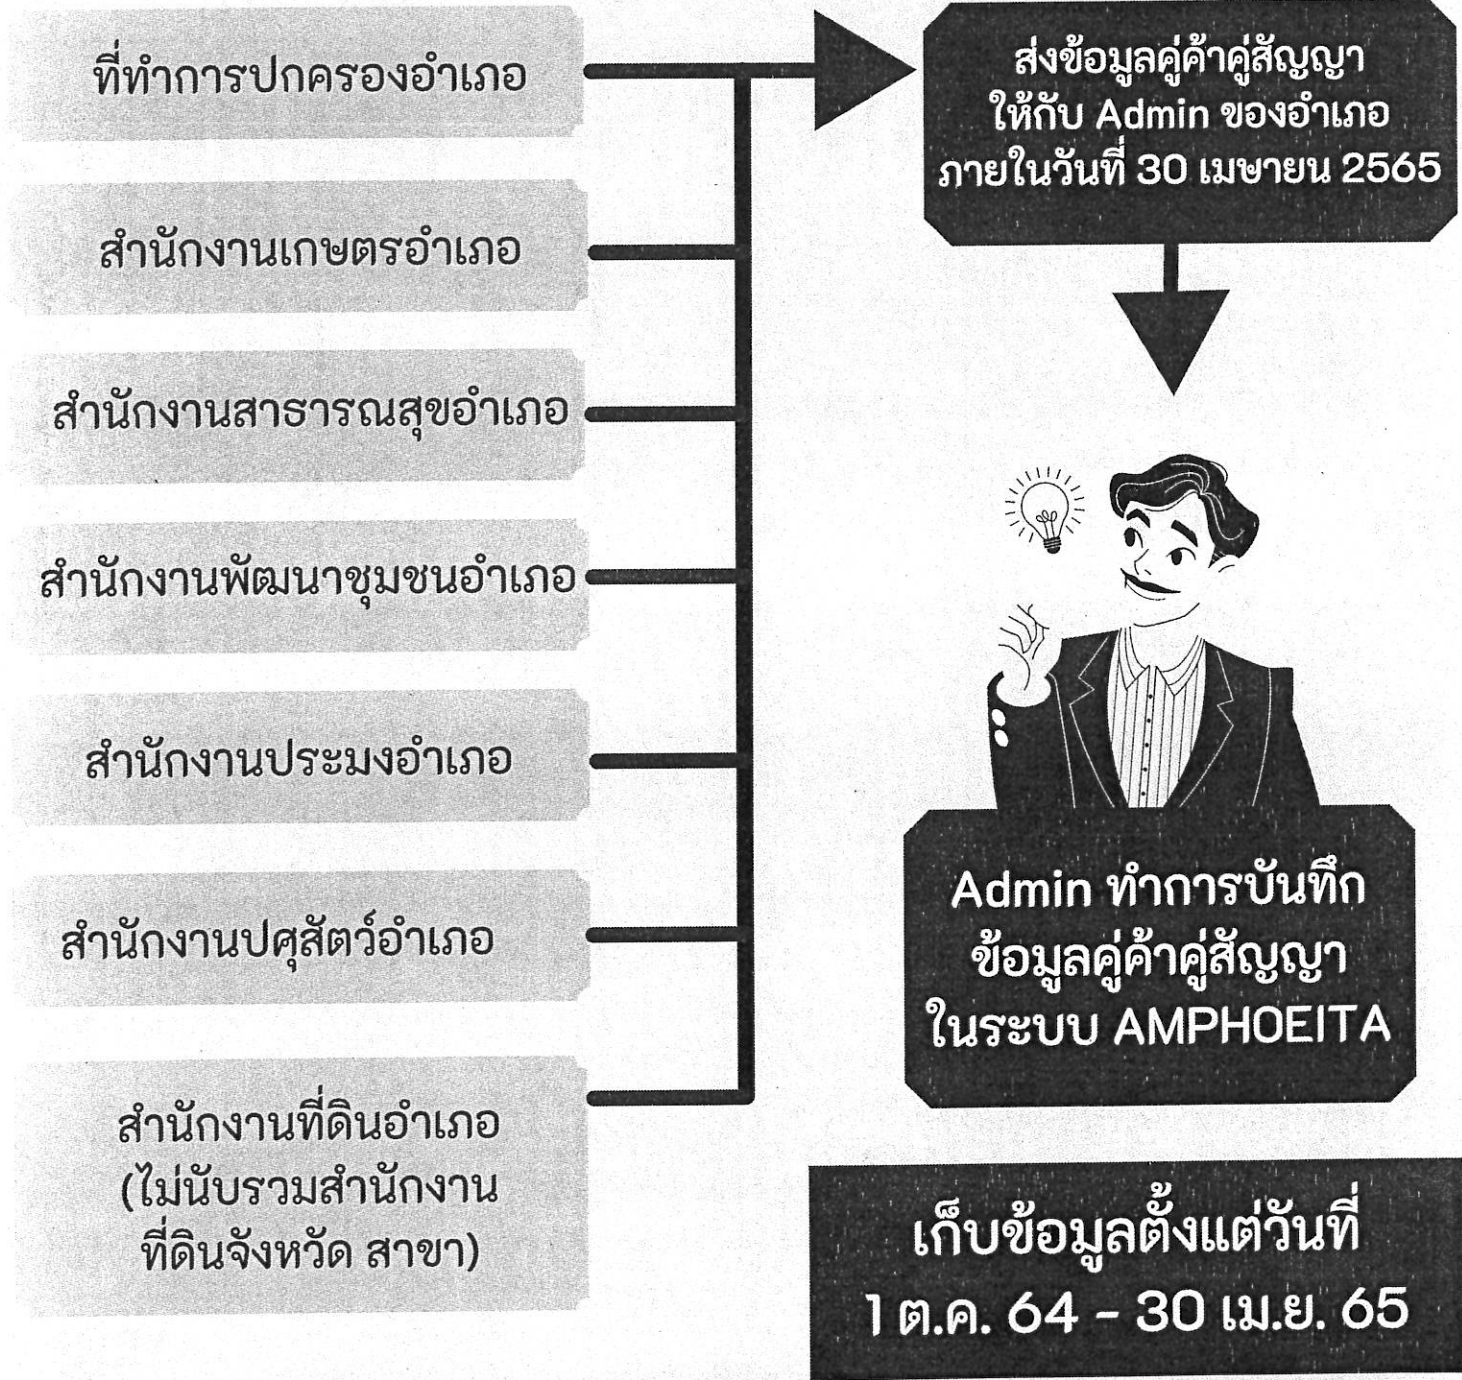 ที่ทำการปกครองอำเภอ
สำนักงานเกษตรอำเภอ
สำนักงานสาธารณสุขอำเภอ
สำนักงานพัฒนาชุมชนอำเภอ
สำนักงานประมงอำเภอ
สำนักงานปศุสัตว์อำเภอ
สำนักงานที่ดินอำเภอ
(ไม่นับรวมสำนักงาน
ที่ดินจังหวัด สาขา)
ส่งข้อมูลคู่ค้าคู่สัญญา
ให้กับ Admin ของอำเภอ
ภายในวันที่ 30 เมษายน 2565
Admin ทำการบันทึก
ข้อมูลคู่ค้าคู่สัญญา
ในระบบ AMPHOEITA
เก็บข้อมูลตั้งแต่วันที่
1 ต.ค. 64 - 30 เม.ย. 65